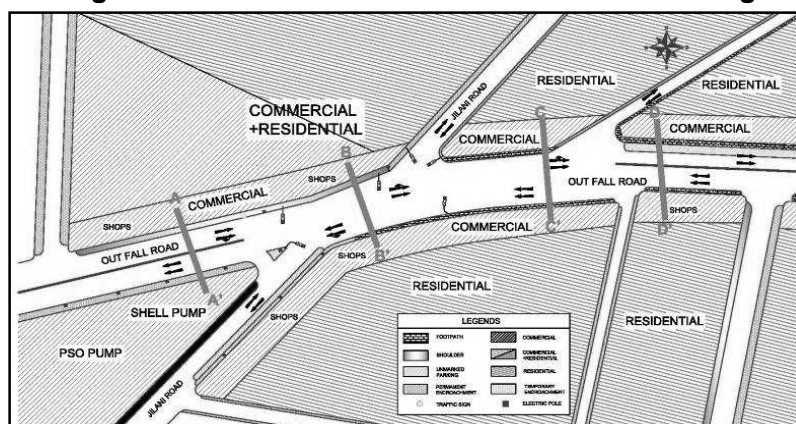 RESIDENTIAL
RESIDENTIAL
COMMERCIAL
+RESIDENTIAL
JILANI ROAD
C
D
COMMERCIAL
COMMERCIAL
B
SHOPS
A
COMMERCIAL
OUT FALL ROAD
SHOPS
SHOPS
OUT FALL ROAD
COMMERCIAL
C'
D'
SHOPS
B'
A'
SHELL PUMP
RESIDENTIAL
SHOPS
RESIDENTIAL
PSO PUMP
JILANI ROAD
LEGENDS
FOOTPATH
COMMERCIAL
SHOULDER
COMMERCIAL
+RESIDENTIAL
UNMARKED
PARKING
RESIDENTIAL
PERMANENT
ENCROACHMENT
TEMPORARY
ENCROACHMENT
TRAFFIC SIGN
ELECTRIC POLE